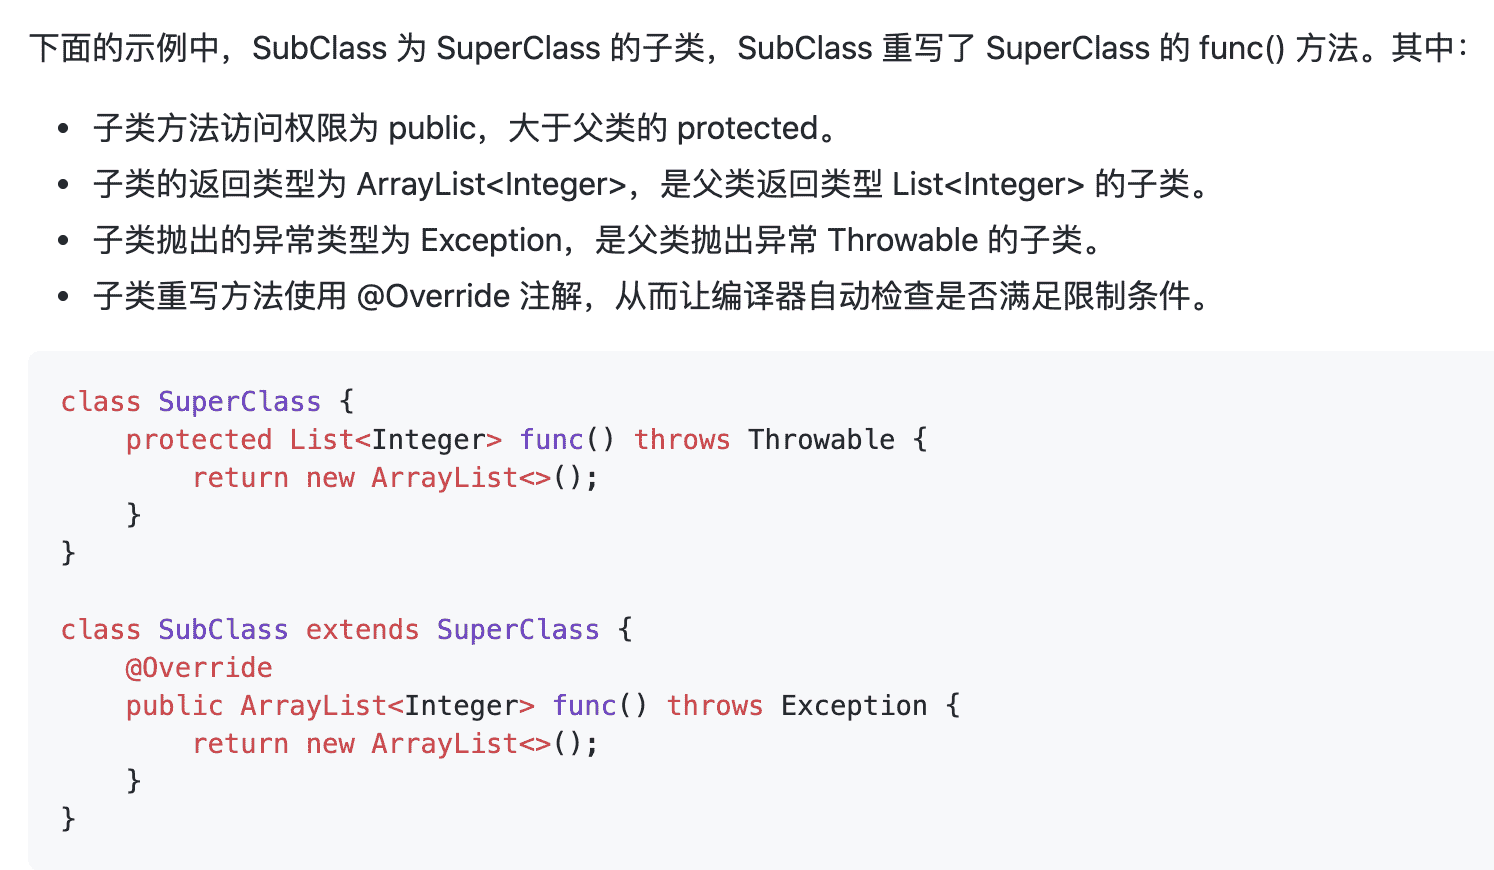 下面的示例中，SubClass 为 SuperClass 的子类，SubClass 重写了 SuperClass 的 func() 方法。其中：
• 子类方法访问权限为 public，大于父类的 protected。
• 子类的返回类型为 ArrayList<Integer>，是父类返回类型 List<Integer> 的子类。
• 子类抛出的异常类型为 Exception，是父类抛出异常 Throwable 的子类。
• 子类重写方法使用 @Override 注解，从而让编译器自动检查是否满足限制条件。
class SuperClass {
    protected List<Integer> func() throws Throwable {
        return new ArrayList<>();
    }
}

class SubClass extends SuperClass {
    @Override
    public ArrayList<Integer> func() throws Exception {
        return new ArrayList<>();
    }
}